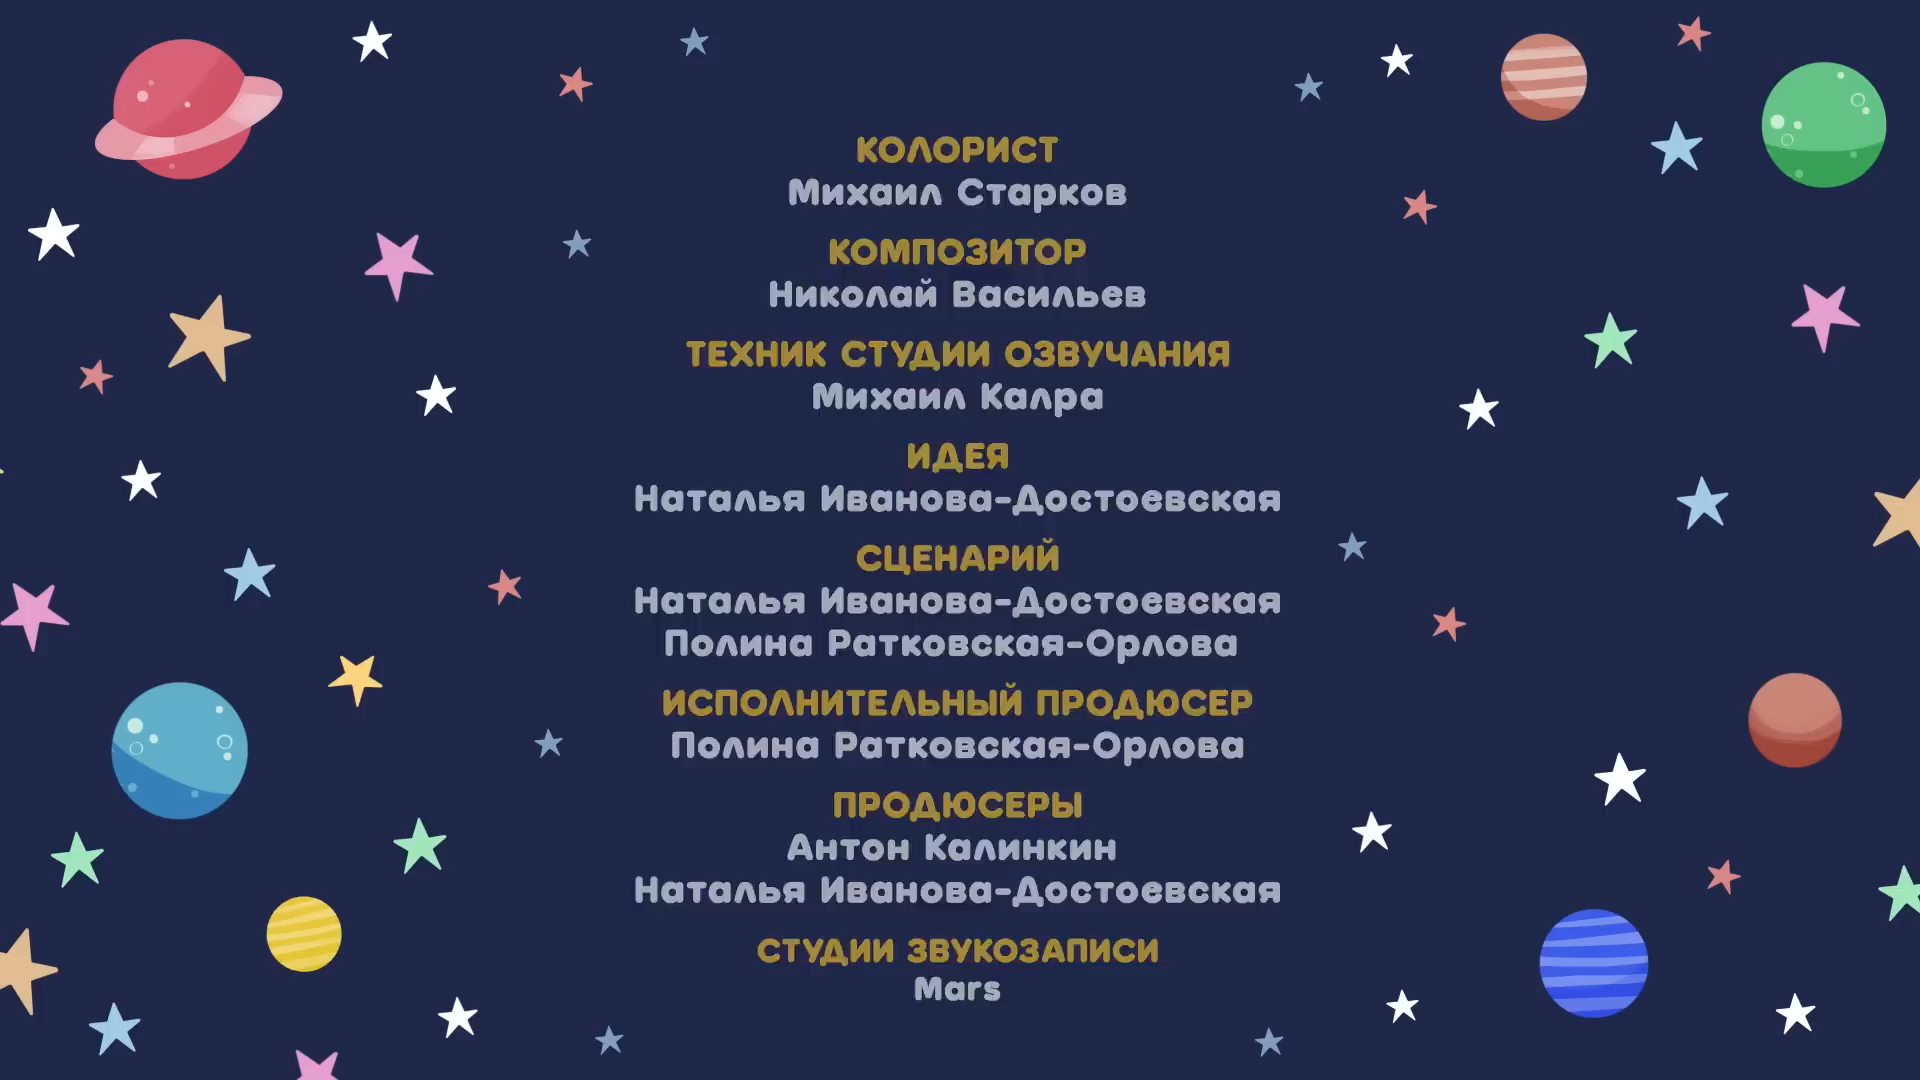 КОЛОРИСТ
Михаил Старков
КОМПОЗИТОР
Николай Васильев
ТЕХНИК СТУДИИ ОЗВУЧАНИЯ
Михаил Калра
ИДЕЯ
Наталья Иванова-Достоевская
СЦЕНАРИЙ
Наталья Иванова-Достоевская
Полина Ратковская-Орлова
ИСПОЛНИТЕЛЬНЫЙ ПРОДЮСЕР
Полина Ратковская-Орлова
ПРОДЮСЕРЫ
Антон Калинкин
Наталья Иванова-Достоевская
СТУДИИ ЗВУКОЗАПИСИ
Mars